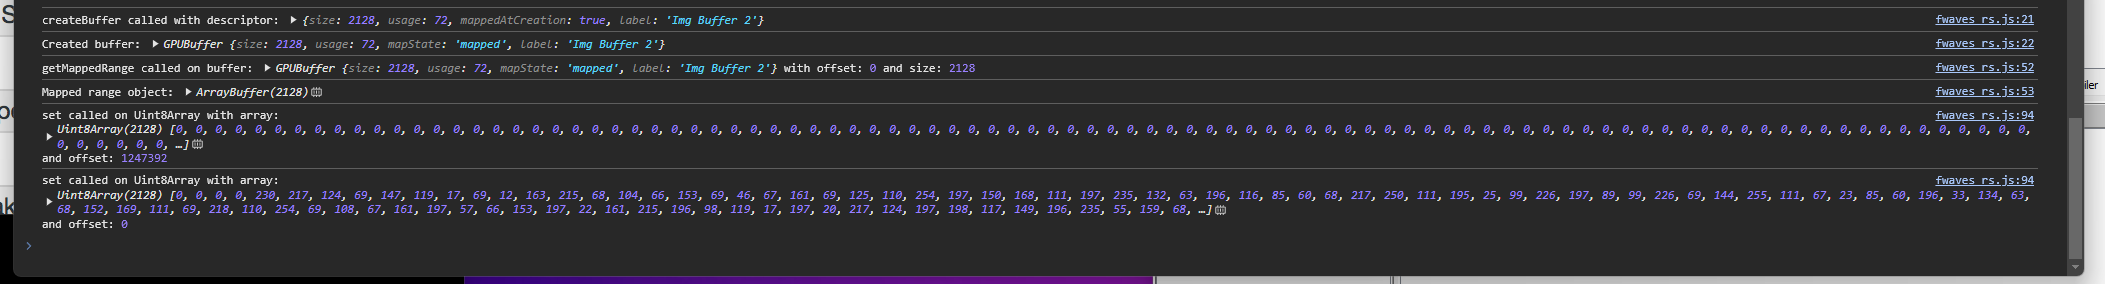 createBuffer called with descriptor: ▶ {size: 2128, usage: 72, mappedAtCreation: true, label: 'Img Buffer 2'} fwaves_rs.js:21
Created buffer: ▶ GPUBuffer {size: 2128, usage: 72, mapState: 'mapped', label: 'Img Buffer 2'} fwaves_rs.js:22
getMappedRange called on buffer: ▶ GPUBuffer {size: 2128, usage: 72, mapState: 'mapped', label: 'Img Buffer 2'} with offset: 0 and size: 2128 fwaves_rs.js:52
Mapped range object: ▶ ArrayBuffer(2128) fwaves_rs.js:53
iler
set called on Uint8Array with array: fwaves_rs.js:94
▶ Uint8Array(2128) [0, 0, 0, 0, 0, 0, 0, 0, 0, 0, 0, 0, 0, 0, 0, 0, 0, 0, 0, 0, 0, 0, 0, 0, 0, 0, 0, 0, 0, 0, 0, 0, 0, 0, 0, 0, 0, 0, 0, 0, 0, 0, 0, 0, 0, 0, 0, 0, 0, 0, 0, 0, 0, 0, 0, 0, 0, 0, 0, 0, 0, 0, 0, 0, 0, 0, 0, 0, 0, 0, 0, 0, 0, 0, 0, 0, 0, 0, 0, 0, 0, 0, 0, 0, 0, 0, 0, 0, 0, 0, 0, 0, 0, 0,
0, 0, 0, 0, 0, 0, …]
and offset: 1247392
set called on Uint8Array with array: fwaves_rs.js:94
▶ Uint8Array(2128) [0, 0, 0, 0, 230, 217, 124, 69, 147, 119, 17, 69, 12, 163, 215, 68, 104, 66, 153, 69, 46, 67, 161, 69, 125, 110, 254, 197, 150, 168, 111, 197, 235, 132, 63, 196, 116, 85, 60, 68, 217, 250, 111, 195, 25, 99, 226, 197, 89, 99, 226, 69, 144, 255, 111, 67, 23, 85, 60, 196, 33, 134, 63,
68, 152, 169, 111, 69, 218, 110, 254, 69, 108, 67, 161, 197, 57, 66, 153, 197, 22, 161, 215, 196, 98, 119, 17, 197, 20, 217, 124, 197, 198, 117, 149, 196, 235, 55, 159, 68, …]
and offset: 0